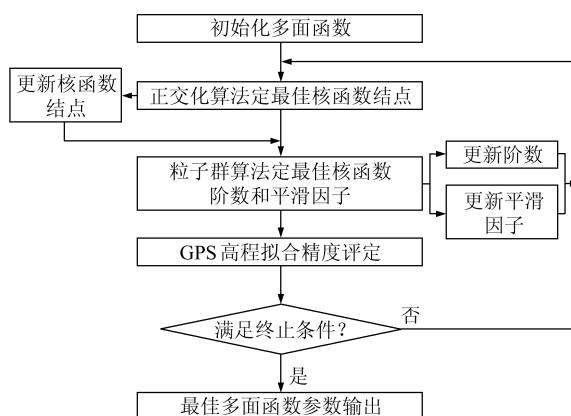 初始化多面函数
更新核函数
结点
正交化算法定最佳核函数结点
粒子群算法定最佳核函数
阶数和平滑因子
更新阶数
更新平滑
因子
GPS高程拟合精度评定
满足终止条件?
否
是
最佳多面函数参数输出